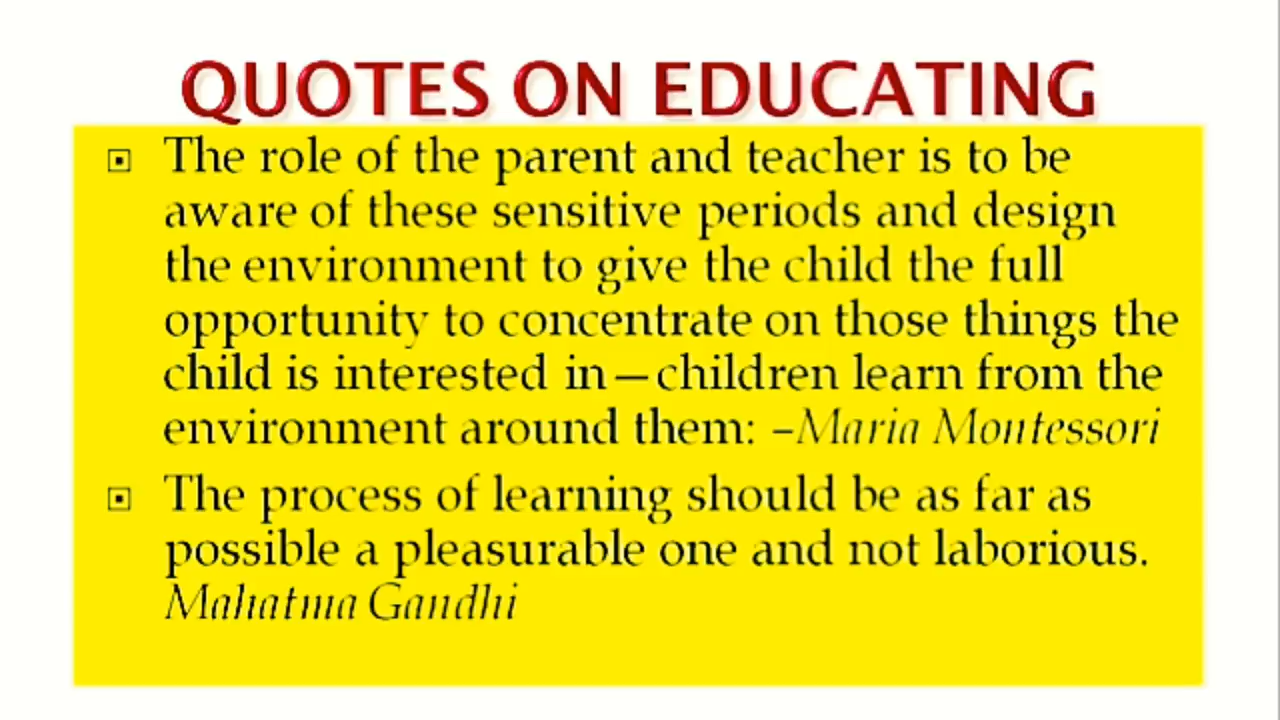 QUOTES ON EDUCATING
The role of the parent and teacher is to be
aware of these sensitive periods and design
the environment to give the child the full
opportunity to concentrate on those things the
child is interested in—children learn from the
environment around them: –Maria Montessori
The process of learning should be as far as
possible a pleasurable one and not laborious.
Mahatma Gandhi